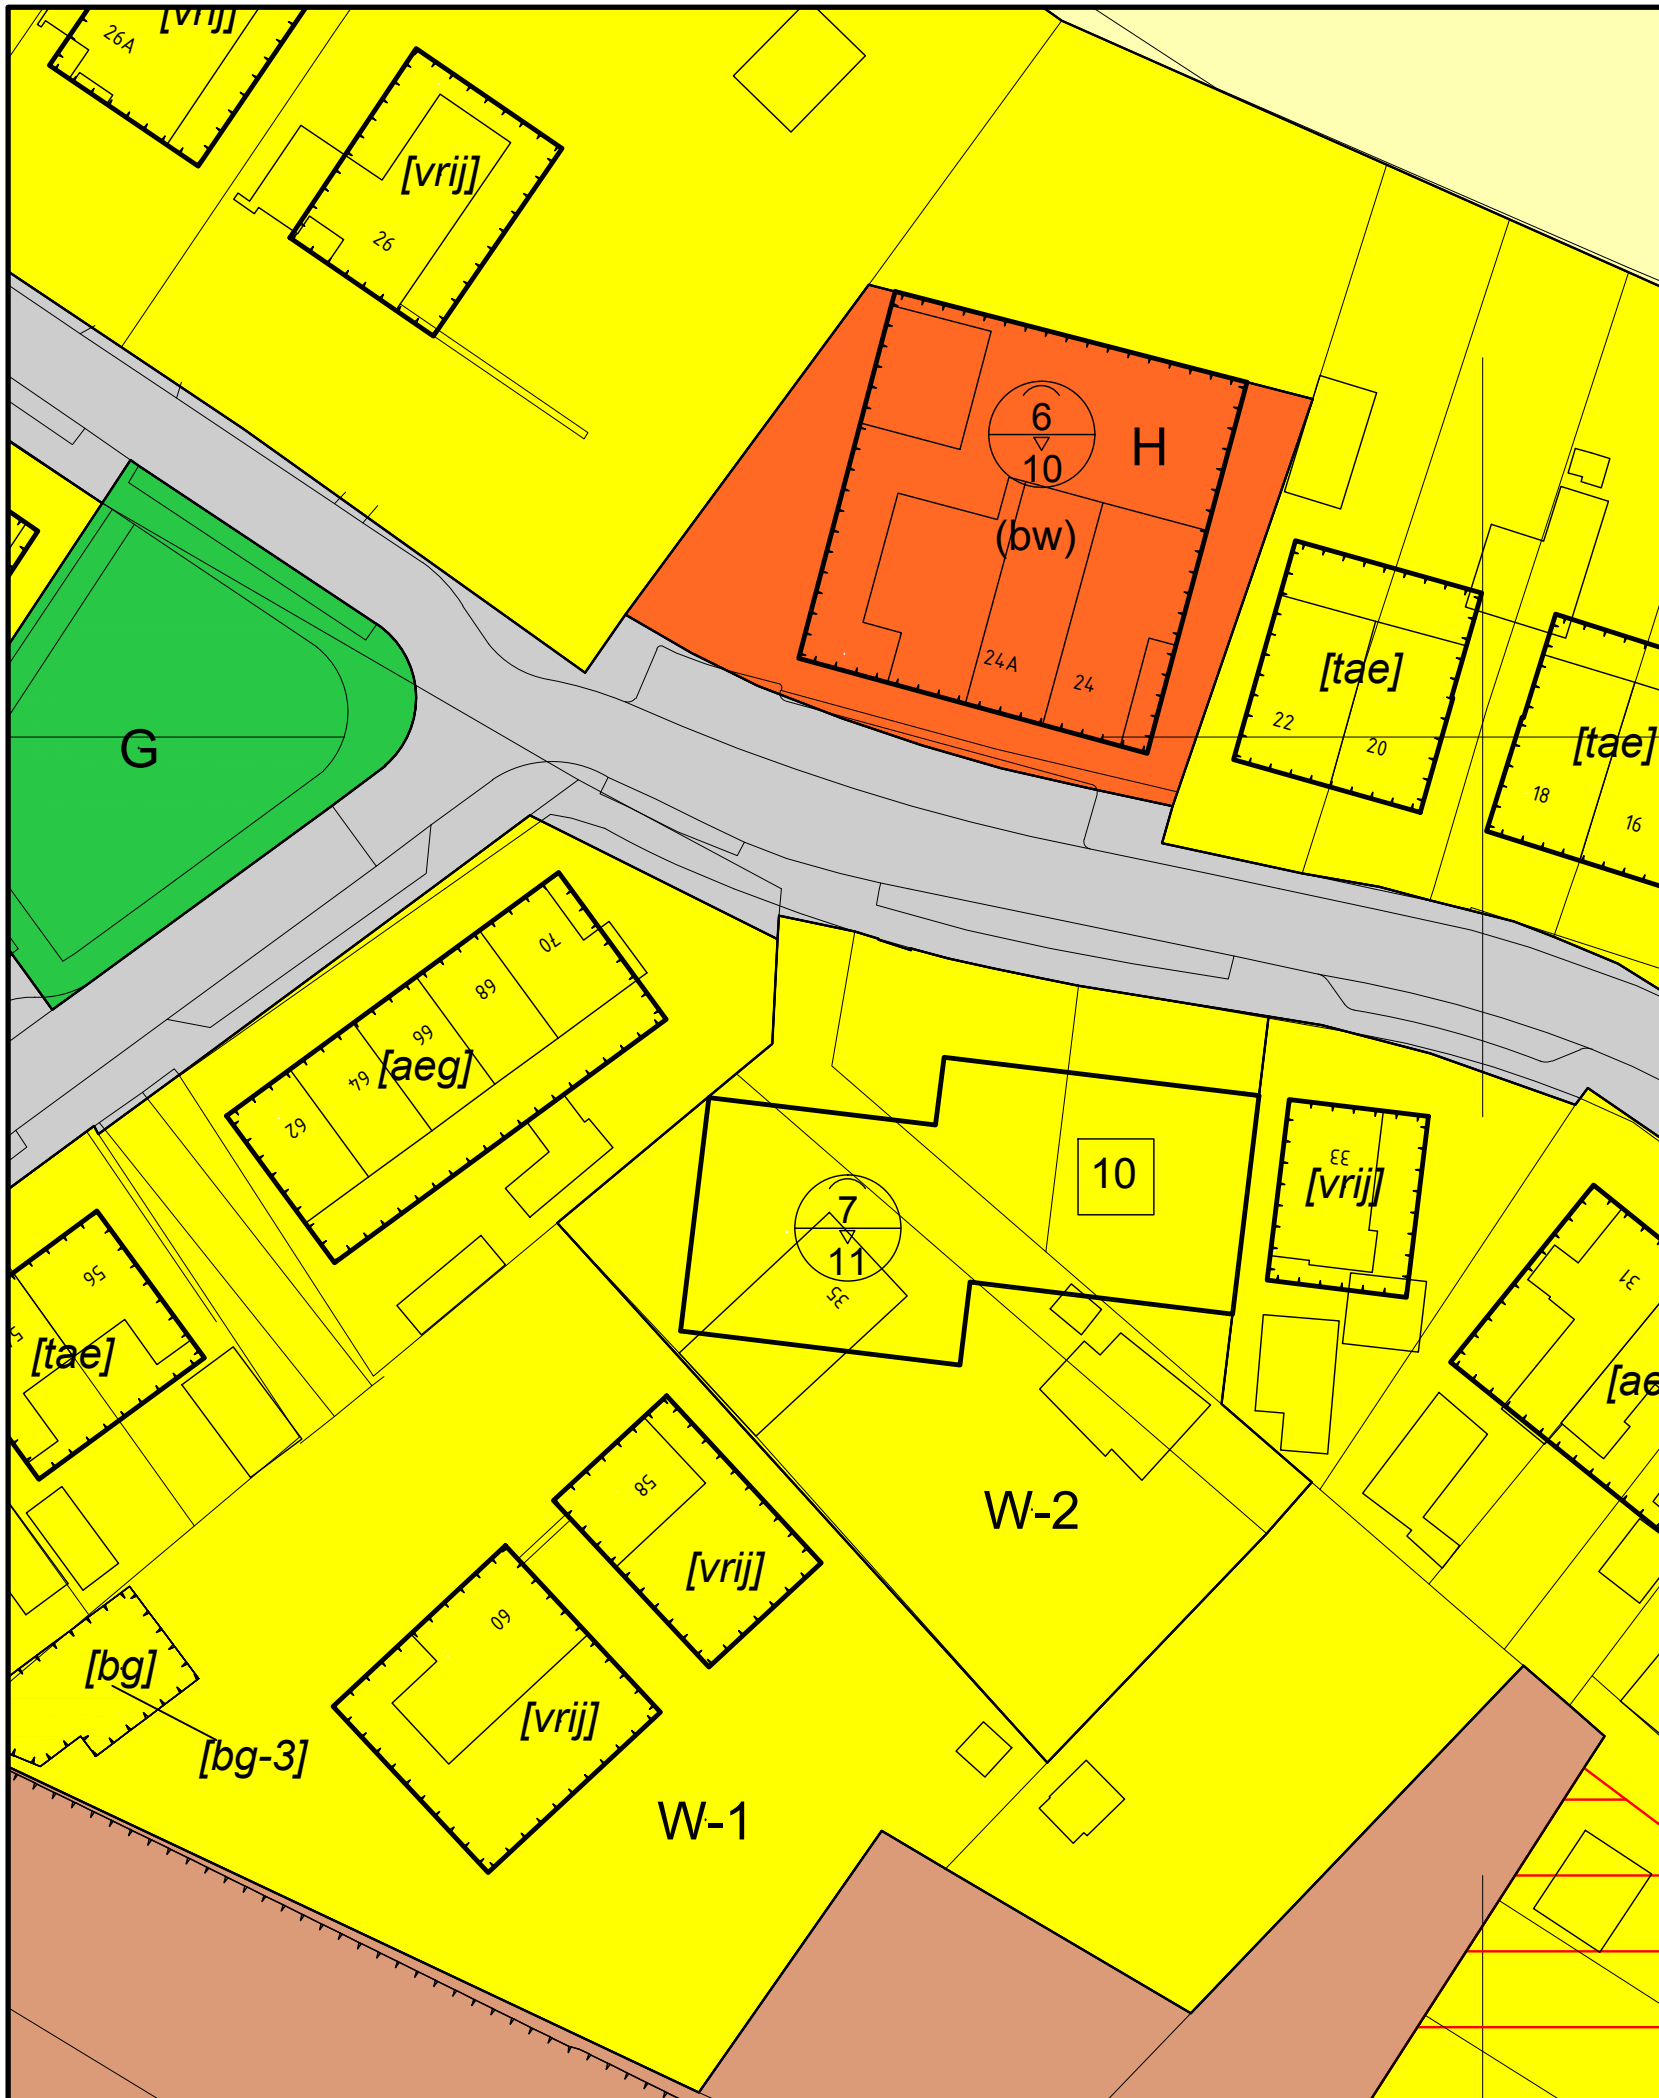 [vrij]
26A
[vrij]
26
6
10
H
(bw)
24A
24
[tae]
22
20
[tae]
18
16
G
70
68
66
64
62
[aeg]
10
33
[vrij]
7
11
35
31
56
[tae]
58
[vrij]
W-2
60
[vrij]
[bg]
[bg-3]
W-1